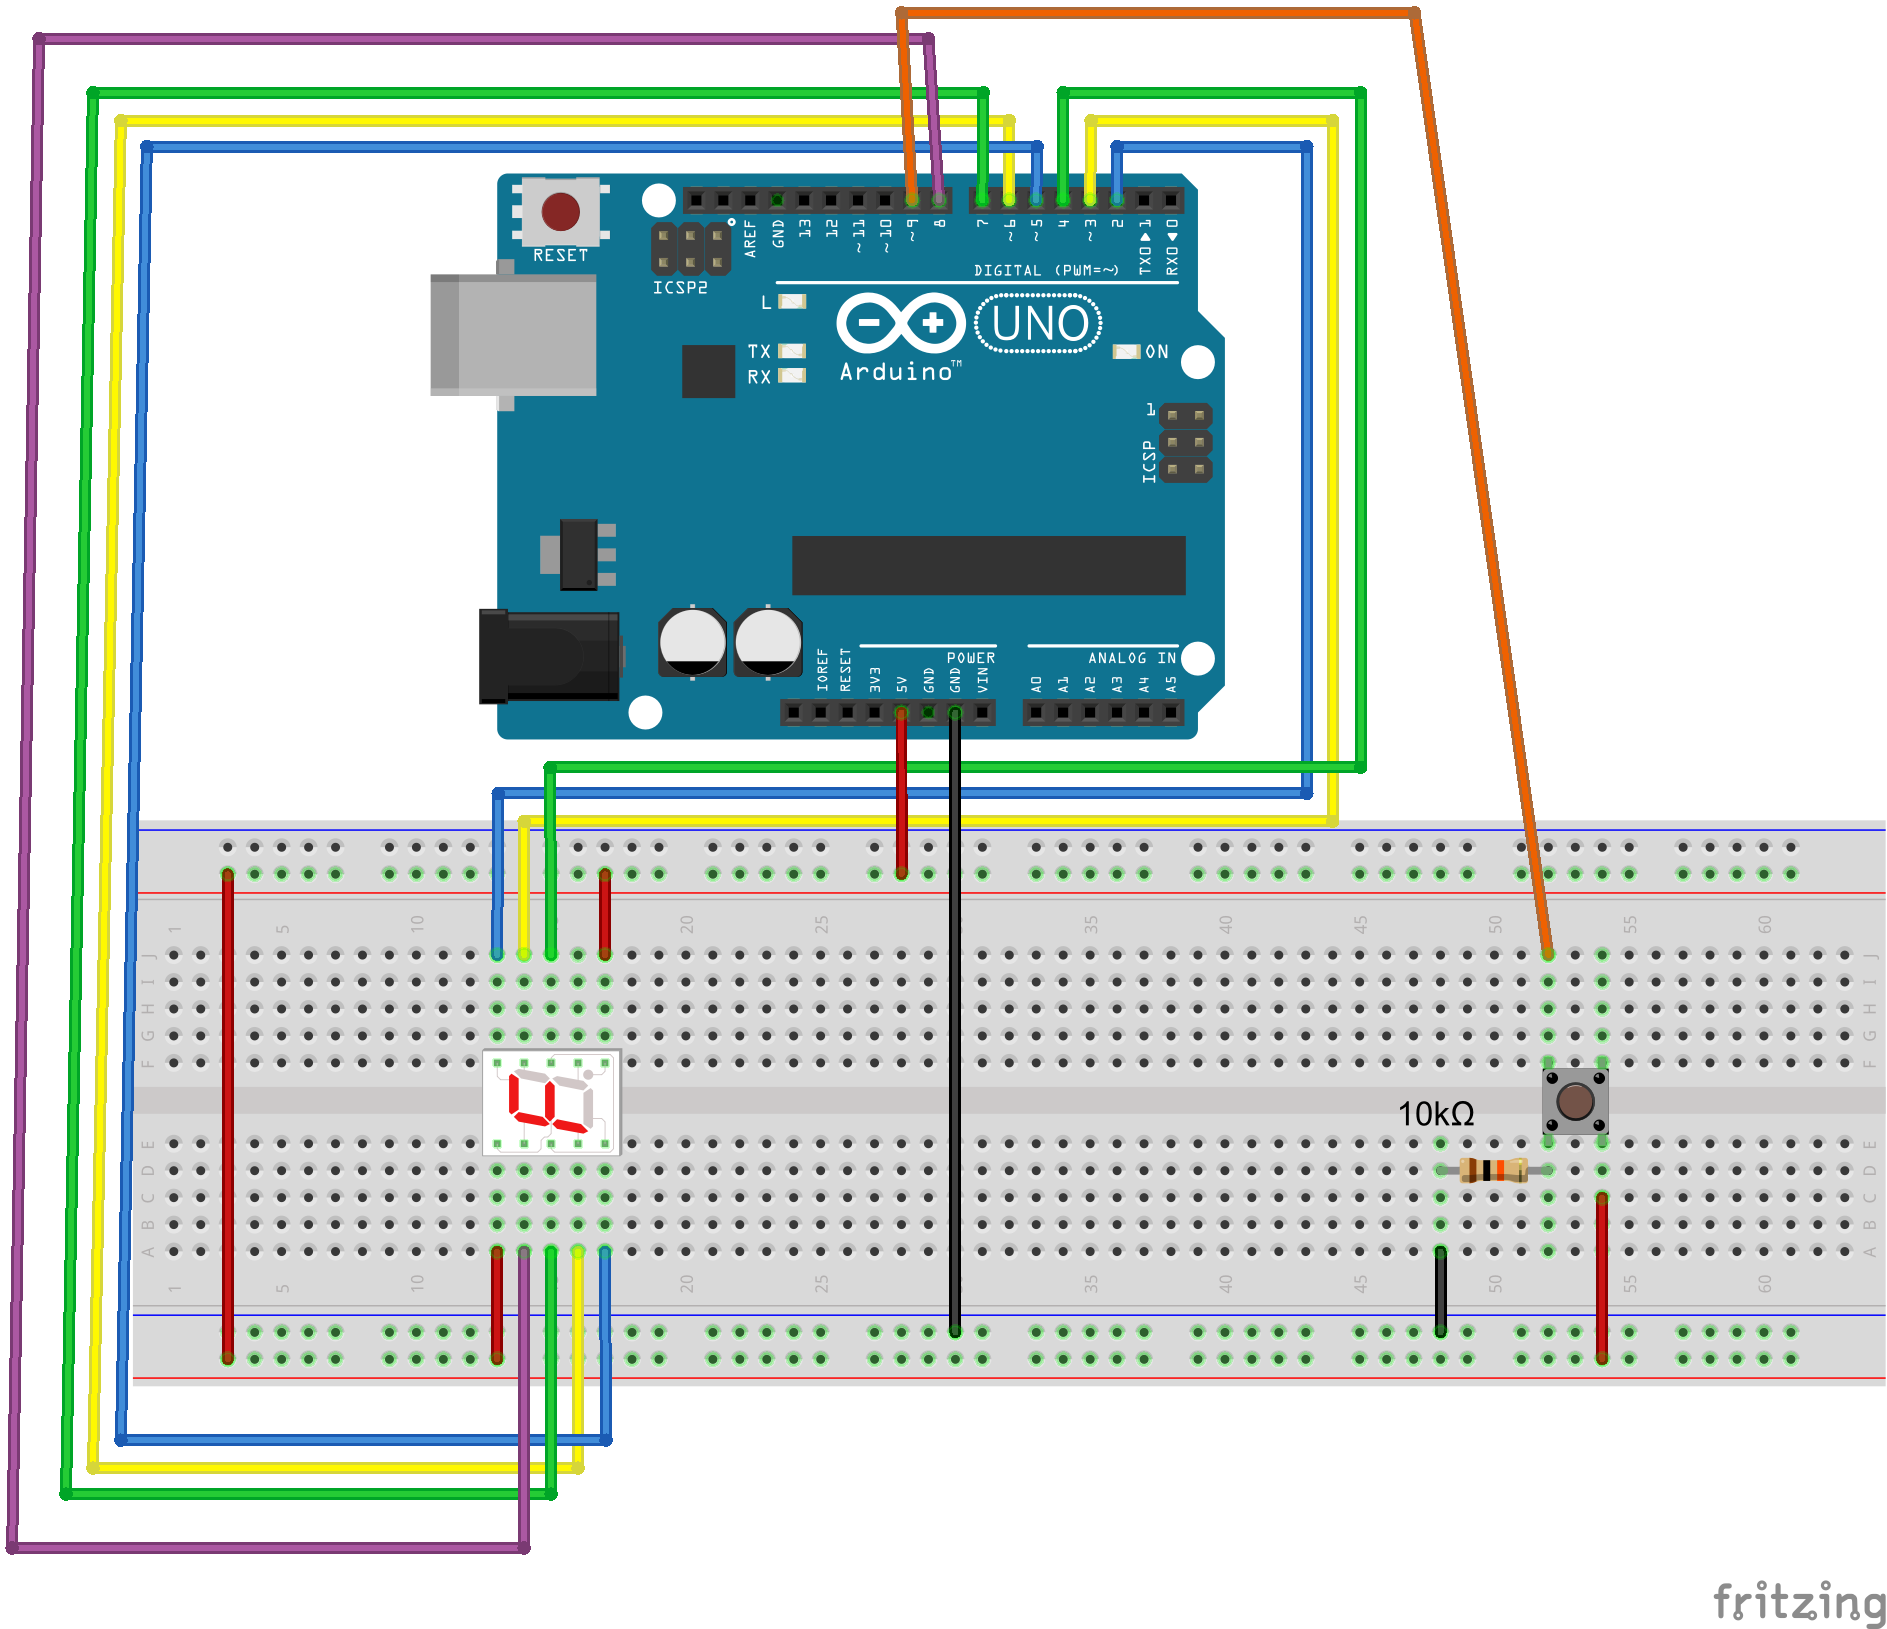 RESET
ICSP2
AREF
GND
13
12
~11
~10
~9
8
7
~6
~5
4
~3
2
TX0▶1
RX0◀0
DIGITAL (PWM=~)
L
TX
RX
Arduino™
UNO
ON
1
ICSP
IOREF
RESET
3V3
5V
GND
GND
VIN
POWER
ANALOG IN
A0
A1
A2
A3
A4
A5
1
5
10
20
25
35
40
45
50
55
60
J
I
H
G
F
J
I
H
G
F
10kΩ
E
D
C
B
A
E
D
C
B
A
1
5
10
20
25
35
40
45
50
55
60
fritzing